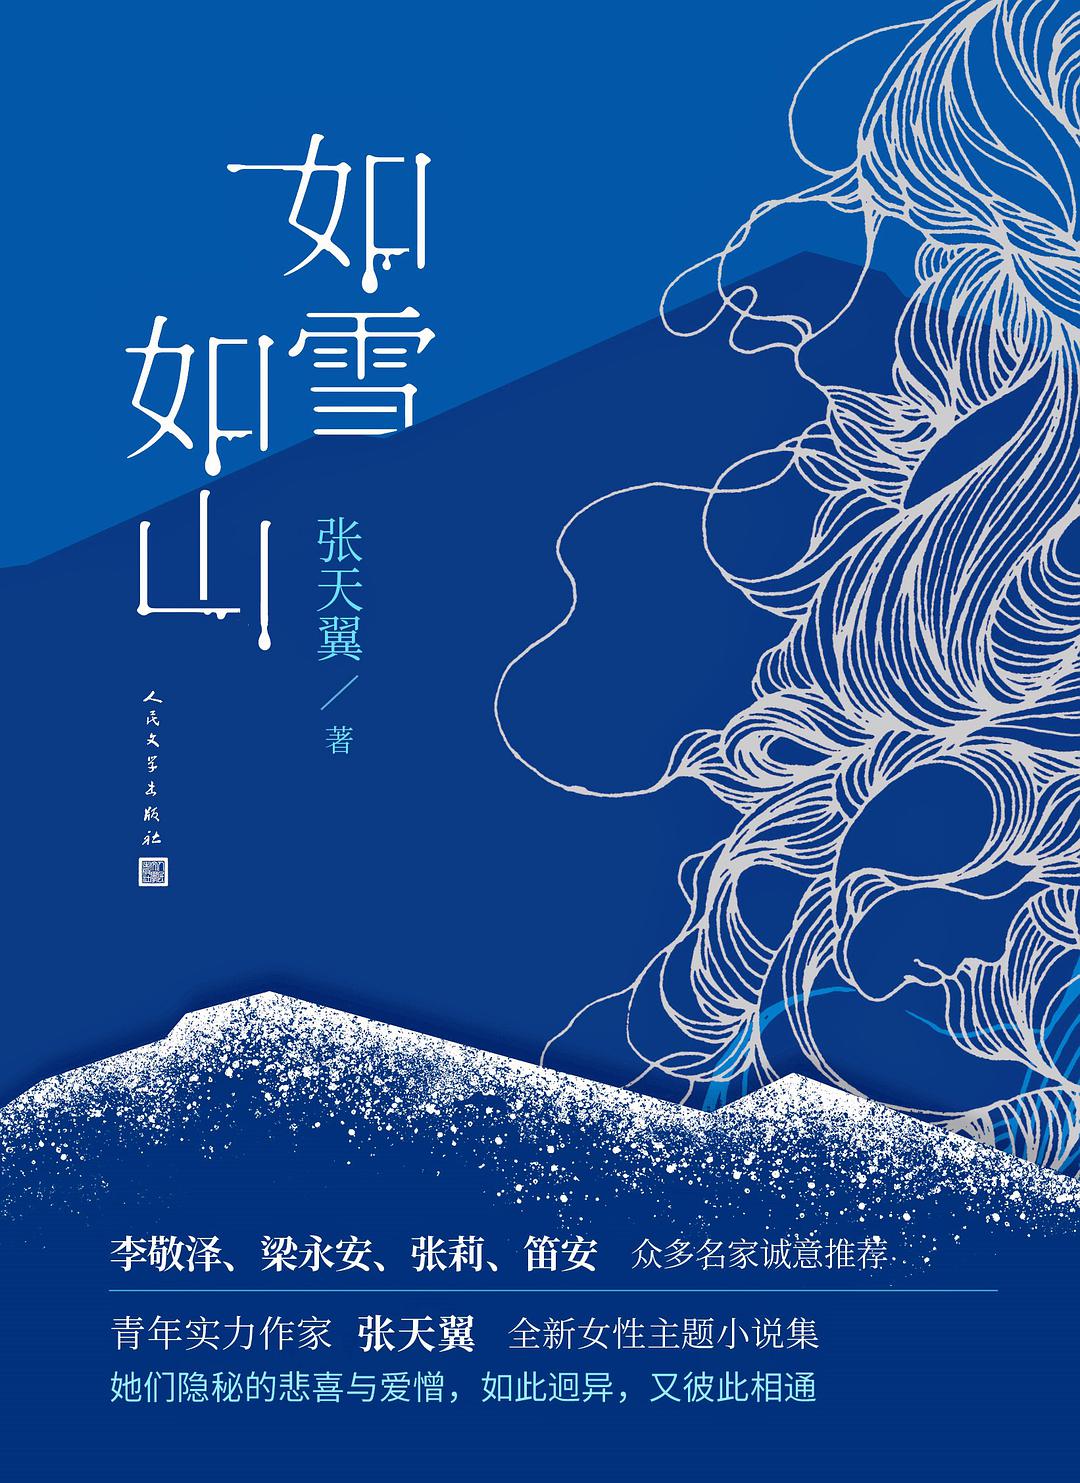 如雪
如山
张天翼／著
人民文学出版社
李敬泽、梁永安、张莉、笛安 众多名家诚意推荐
青年实力作家 张天翼 全新女性主题小说集
她们隐秘的悲喜与爱憎，如此迥异，又彼此相通